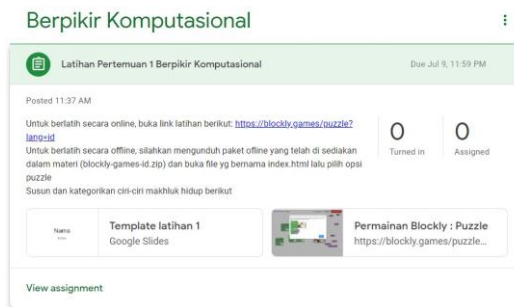 Berpikir Komputasional
Latihan Pertemuan 1 Berpikir Komputasional
Due Jul 9, 11:59 PM
Posted 11:37 AM
Untuk berlatih secara online, buka link latihan berikut: https://blockly.games/puzzle?
lang=id
Untuk berlatih secara offline, silahkan mengunduh paket ofline yang telah di sediakan
dalam materi (blockly-games-id.zip) dan buka file yg bernama index.html lalu pilih opsi
puzzle
Susun dan kategorikan ciri-ciri makhluk hidup berikut
0
Turned in
0
Assigned
Nama
Template latihan 1
Google Slides
Permainan Blockly : Puzzle
https://blockly.games/puzzle...
View assignment